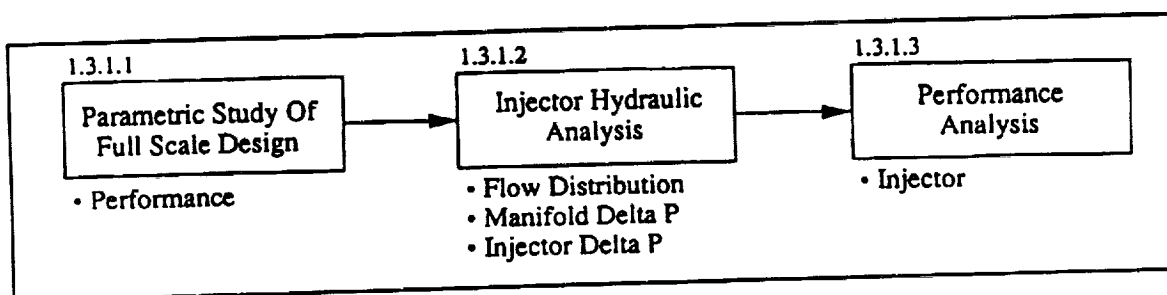 1.3.1.1
Parametric Study Of
Full Scale Design
• Performance
1.3.1.2
Injector Hydraulic
Analysis
• Flow Distribution
• Manifold Delta P
• Injector Delta P
1.3.1.3
Performance
Analysis
• Injector